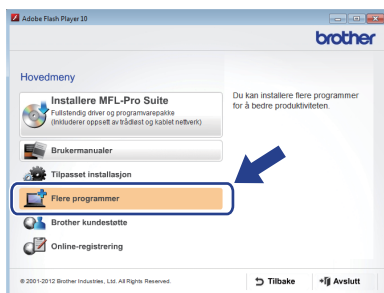 Adobe Flash Player 10
brother
Hovedmeny
Installere MFL-Pro Suite
Fullstendig driver og programvarepakke
(Inkluderer oppsett av trådløst og kablet nettverk)
Du kan installere flere programmer
for å bedre produktiviteten.
Brukermanualer
Tilpasset installasjon
Flere programmer
Brother kundestøtte
Online-registrering
© 2001-2012 Brother Industries, Ltd. All Rights Reserved.
Tilbake
Avslutt